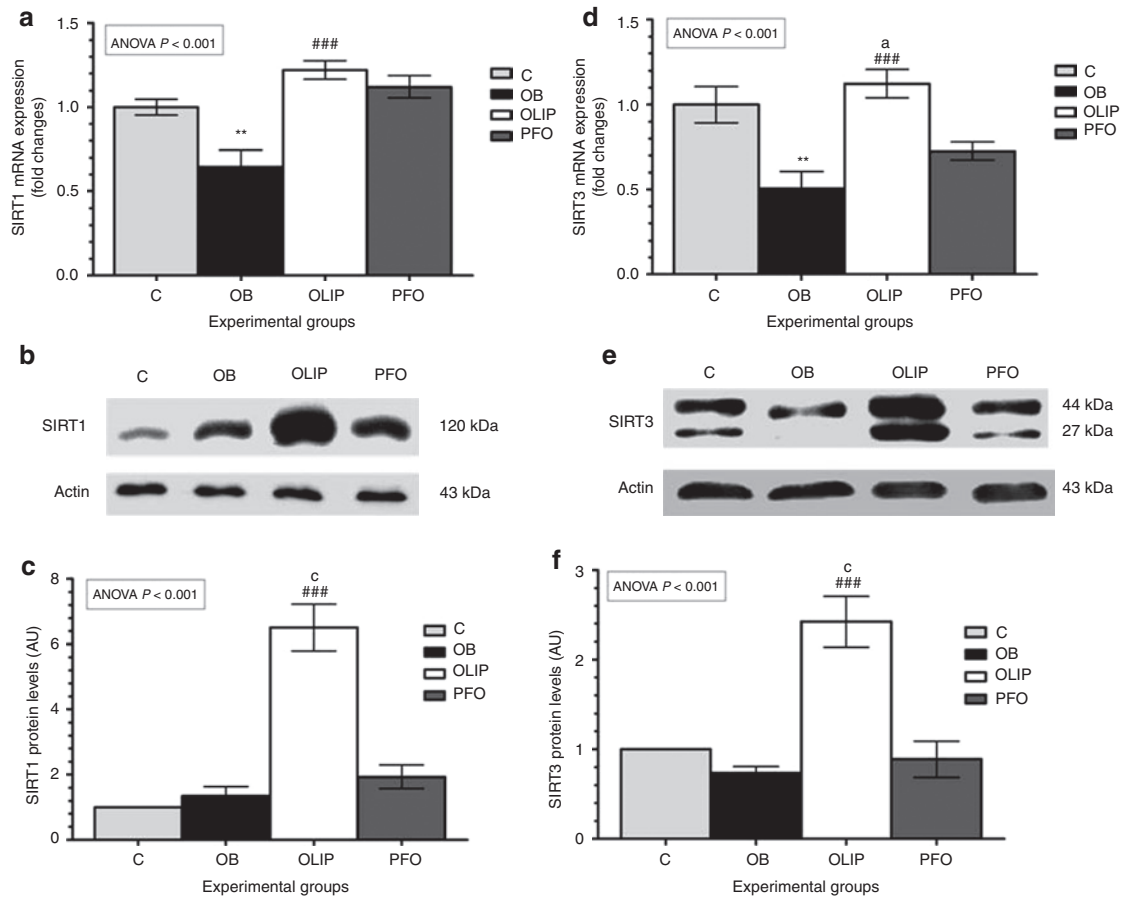 a
SIRT1 mRNA expression
(fold changes)
1.5
1.0
0.5
0.0
ANOVA P < 0.001
**
###
C
OB
OLIP
PFO
C
OB
OLIP
PFO
Experimental groups
d
SIRT3 mRNA expression
(fold changes)
1.5
1.0
0.5
0.0
ANOVA P < 0.001
**
a
###
C
OB
OLIP
PFO
C
OB
OLIP
PFO
Experimental groups
b
C OB OLIP PFO
SIRT1 120 kDa
Actin 43 kDa
e
C OB OLIP PFO
SIRT3
44 kDa
27 kDa
Actin 43 kDa
c
SIRT1 protein levels (AU)
8
6
4
2
0
ANOVA P < 0.001
c
###
C
OB
OLIP
PFO
C
OB
OLIP
PFO
Experimental groups
f
SIRT3 protein levels (AU)
3
2
1
0
ANOVA P < 0.001
c
###
C
OB
OLIP
PFO
C
OB
OLIP
PFO
Experimental groups